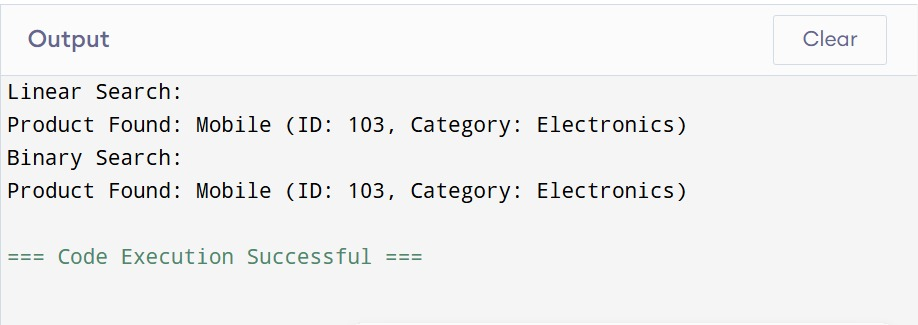 Output
Clear
Linear Search:
Product Found: Mobile (ID: 103, Category: Electronics)
Binary Search:
Product Found: Mobile (ID: 103, Category: Electronics)
=== Code Execution Successful ===